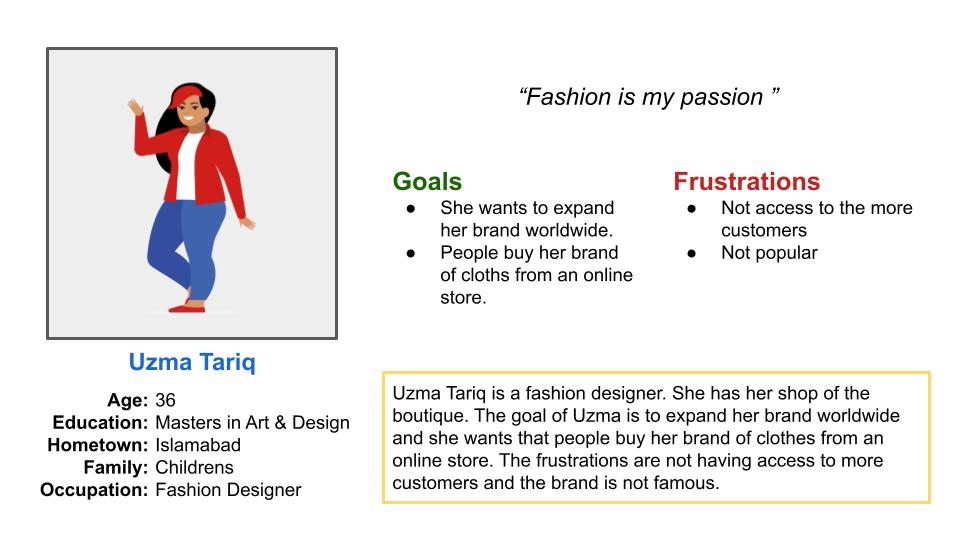 “Fashion is my passion ”
Goals
● She wants to expand
her brand worldwide.
● People buy her brand
of cloths from an online
store.
Frustrations
● Not access to the more
customers
● Not popular
Uzma Tariq
Age: 36
Education: Masters in Art & Design
Hometown: Islamabad
Family: Childrens
Occupation: Fashion Designer
Uzma Tariq is a fashion designer. She has her shop of the
boutique. The goal of Uzma is to expand her brand worldwide
and she wants that people buy her brand of clothes from an
online store. The frustrations are not having access to more
customers and the brand is not famous.